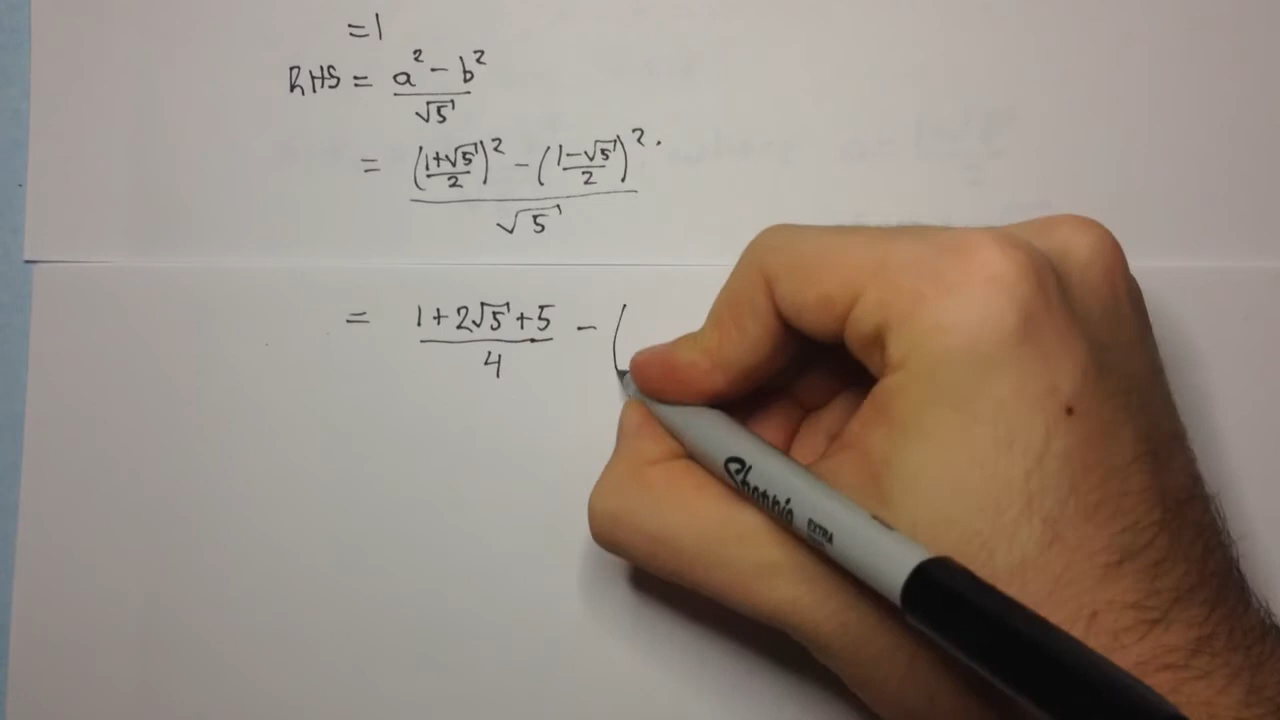 = 1
RHS = (a² − b²)/√5
= (((1+√5)/2)² − ((1−√5)/2)²)/√5
= (1+2√5+5)/4 − (
Sharpie EXTRA